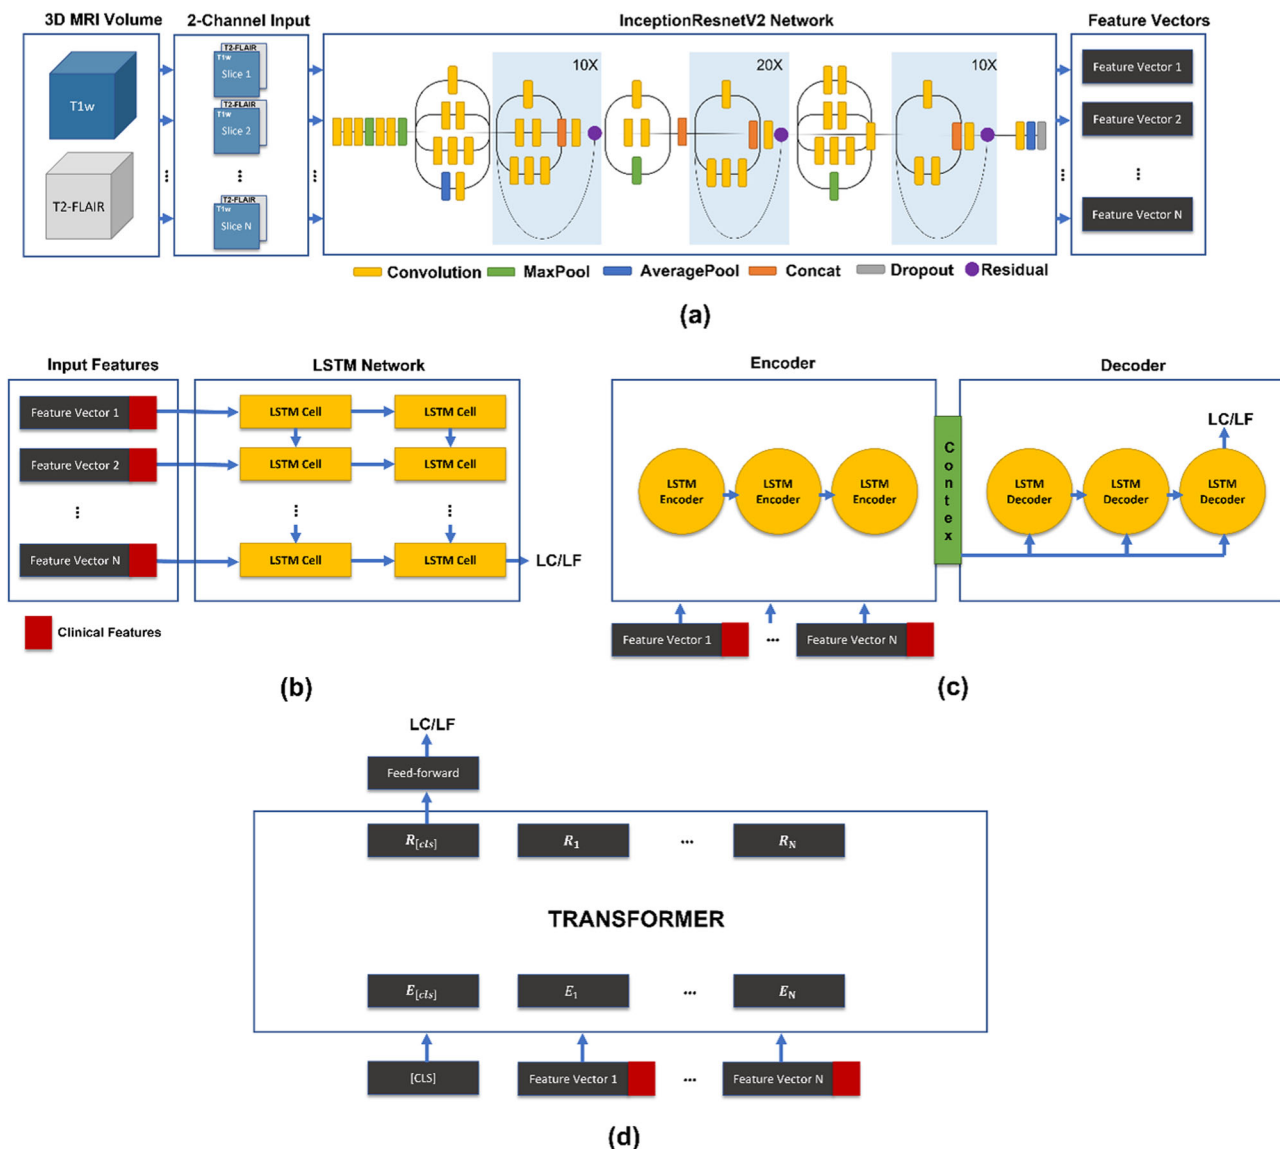 3D MRI Volume
2-Channel Input
InceptionResnetV2 Network
Feature Vectors
T1w
T2-FLAIR
T2-FLAIR
T1w
Slice 1
T2-FLAIR
T1w
Slice 2
T2-FLAIR
T1w
Slice N
10X
20X
10X
Feature Vector 1
Feature Vector 2
Feature Vector N
Convolution
MaxPool
AveragePool
Concat
Dropout
Residual
(a)
Input Features
LSTM Network
Feature Vector 1
LSTM Cell
LSTM Cell
Feature Vector 2
LSTM Cell
LSTM Cell
Feature Vector N
LSTM Cell
LSTM Cell
LC/LF
Clinical Features
(b)
Encoder
Decoder
LSTM
Encoder
LSTM
Encoder
LSTM
Encoder
Contex
LSTM
Decoder
LSTM
Decoder
LSTM
Decoder
LC/LF
Feature Vector 1
...
Feature Vector N
(c)
LC/LF
Feed-forward
R[cls]
R1
...
RN
TRANSFORMER
E[cls]
E1
...
EN
[CLS]
Feature Vector 1
...
Feature Vector N
(d)